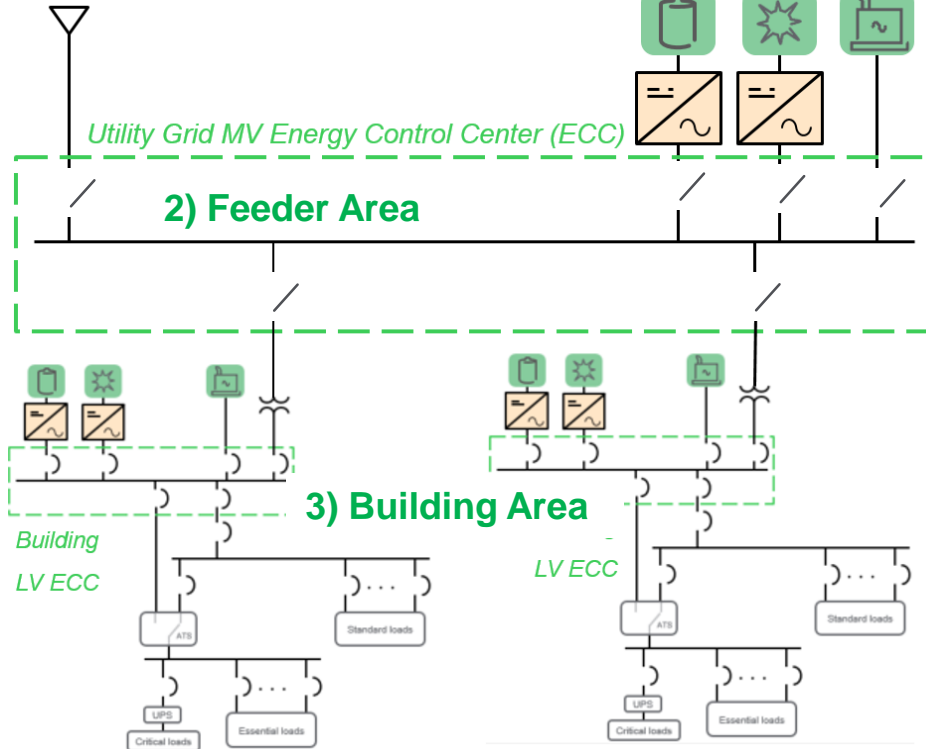 Utility Grid MV Energy Control Center (ECC)
2) Feeder Area
3) Building Area
Building
LV ECC
LV ECC
ATS
Standard loads
ATS
Standard loads
UPS
Critical loads
Essential loads
UPS
Critical loads
Essential loads